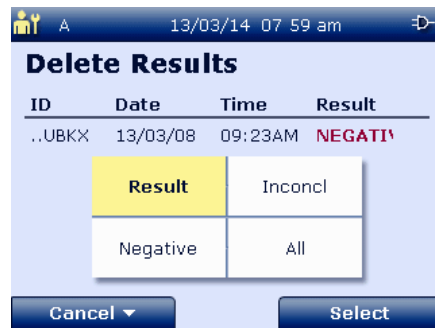 A 13/03/14 07 59 am
Delete Results
ID Date Time Result
..UBKX 13/03/08 09:23AM NEGATIV
Result Inconcl
Negative All
Cancel Select